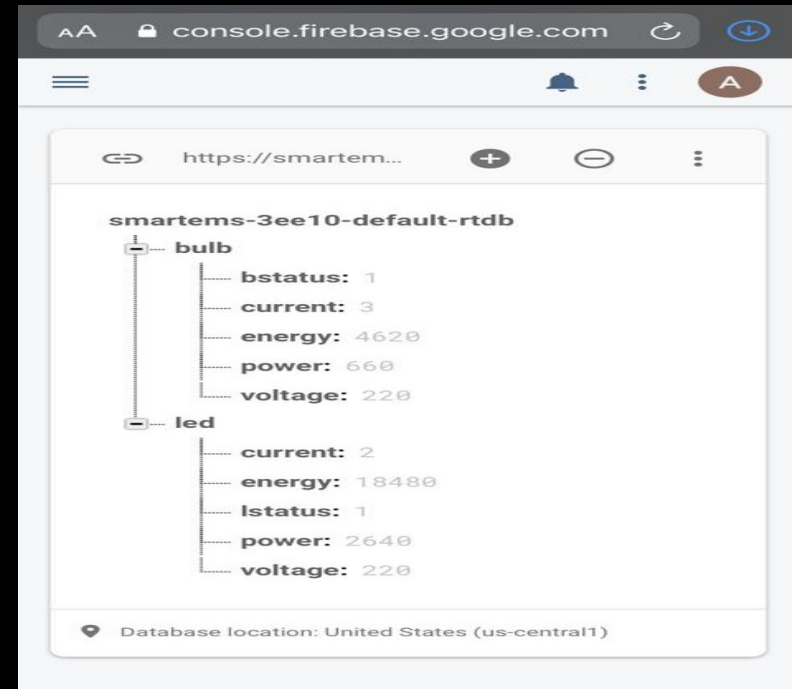 AA console.firebase.google.com
A
https://smartem...
smartems-3ee10-default-rtdb
bulb
bstatus: 1
current: 3
energy: 4620
power: 660
voltage: 220
led
current: 2
energy: 18480
lstatus: 1
power: 2640
voltage: 220
Database location: United States (us-central1)